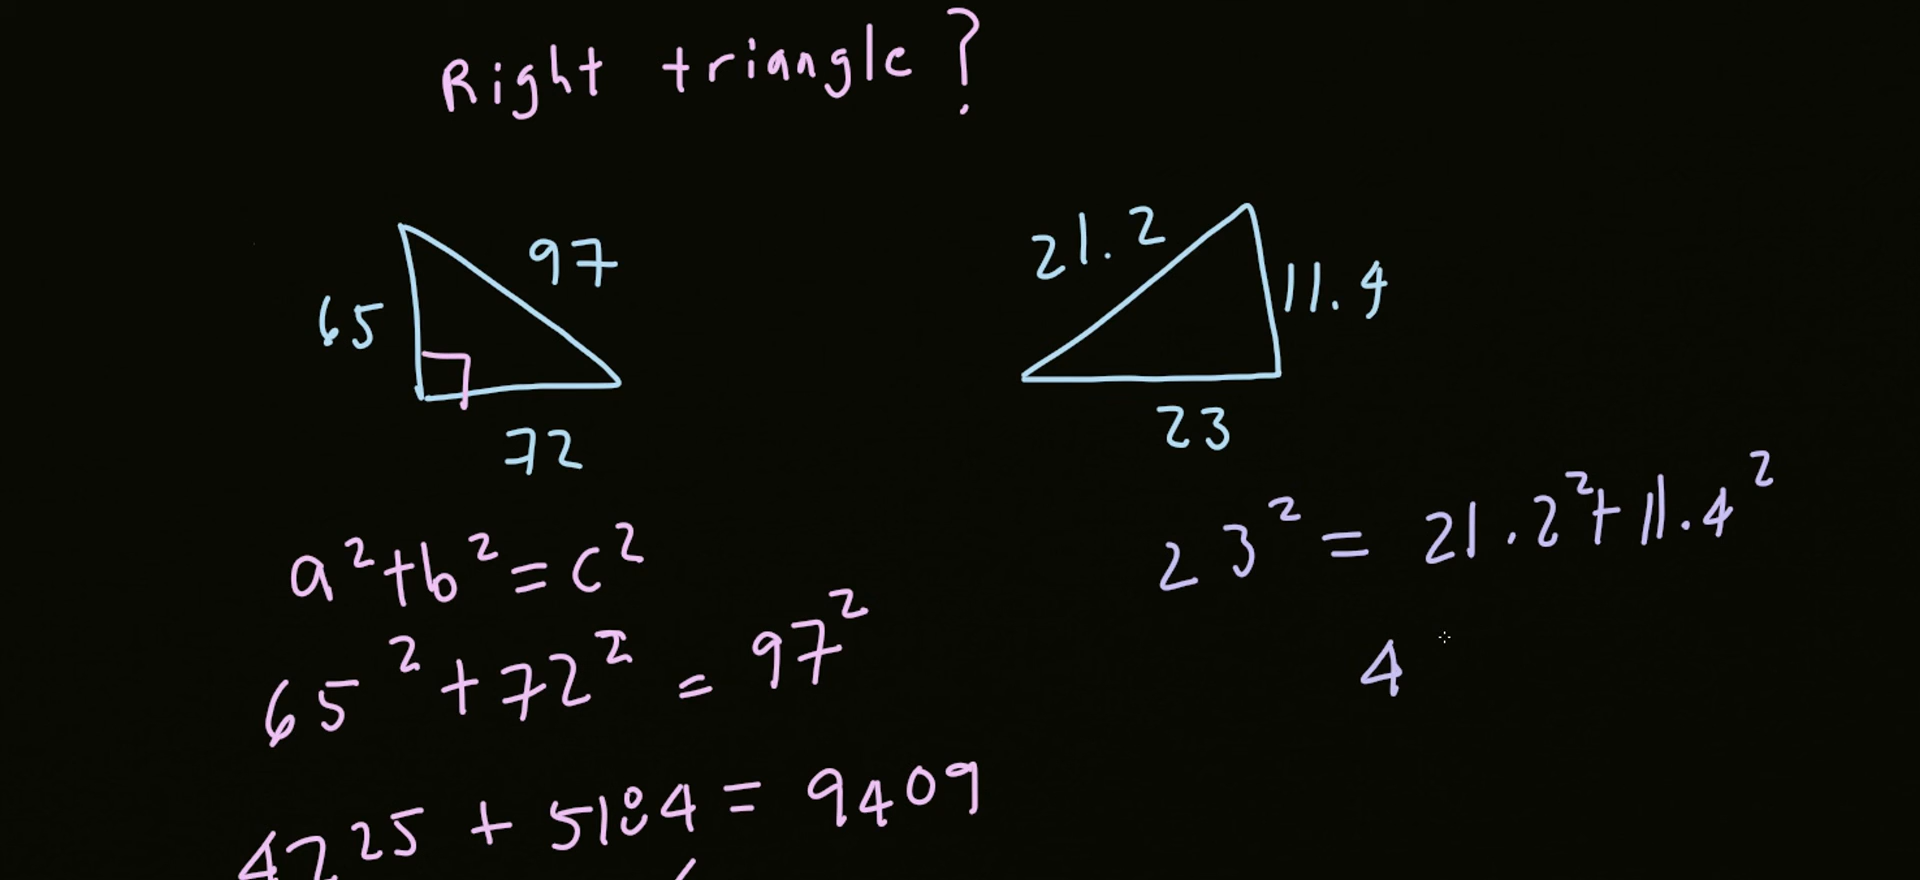 Right triangle?
97
65
72
21.2
11.4
23
a² + b² = c²
65² + 72² = 97²
4225 + 5184 = 9409
23² = 21.2² + 11.4²
4